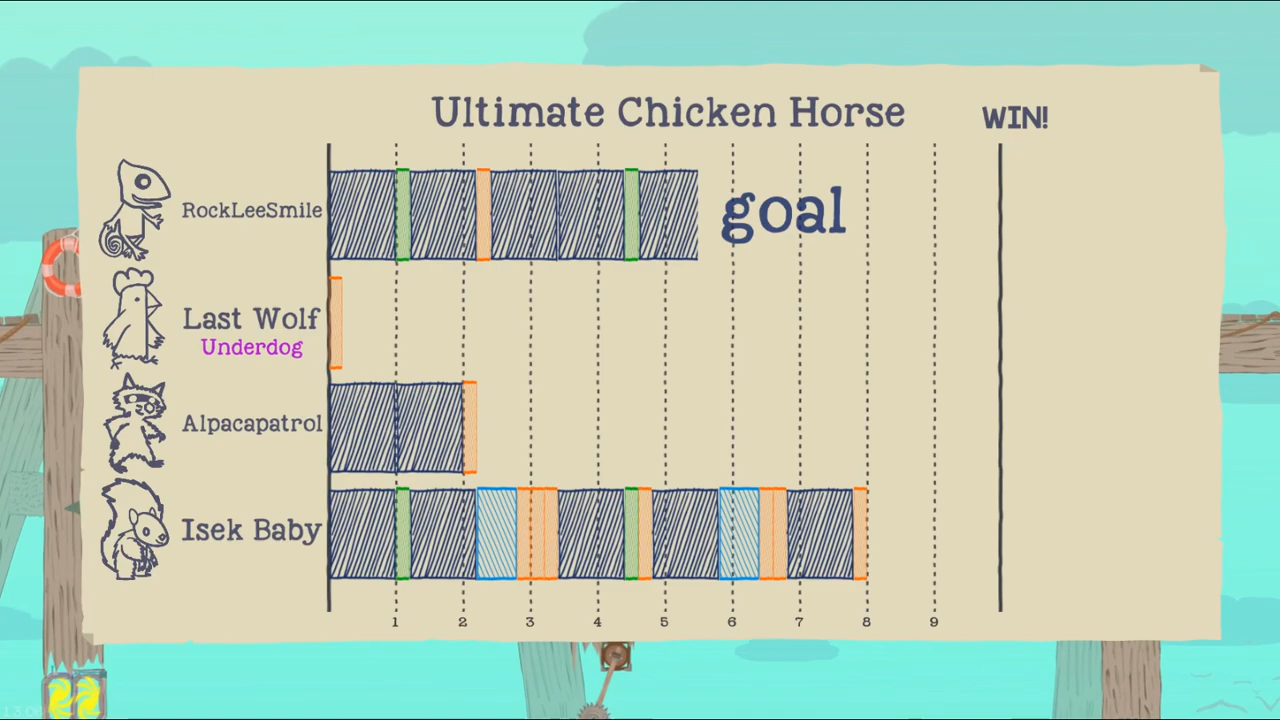 Ultimate Chicken Horse
WIN!
RockLeeSmile
goal
Last Wolf
Underdog
Alpacapatrol
Isek Baby
1 2 3 4 5 6 7 8 9